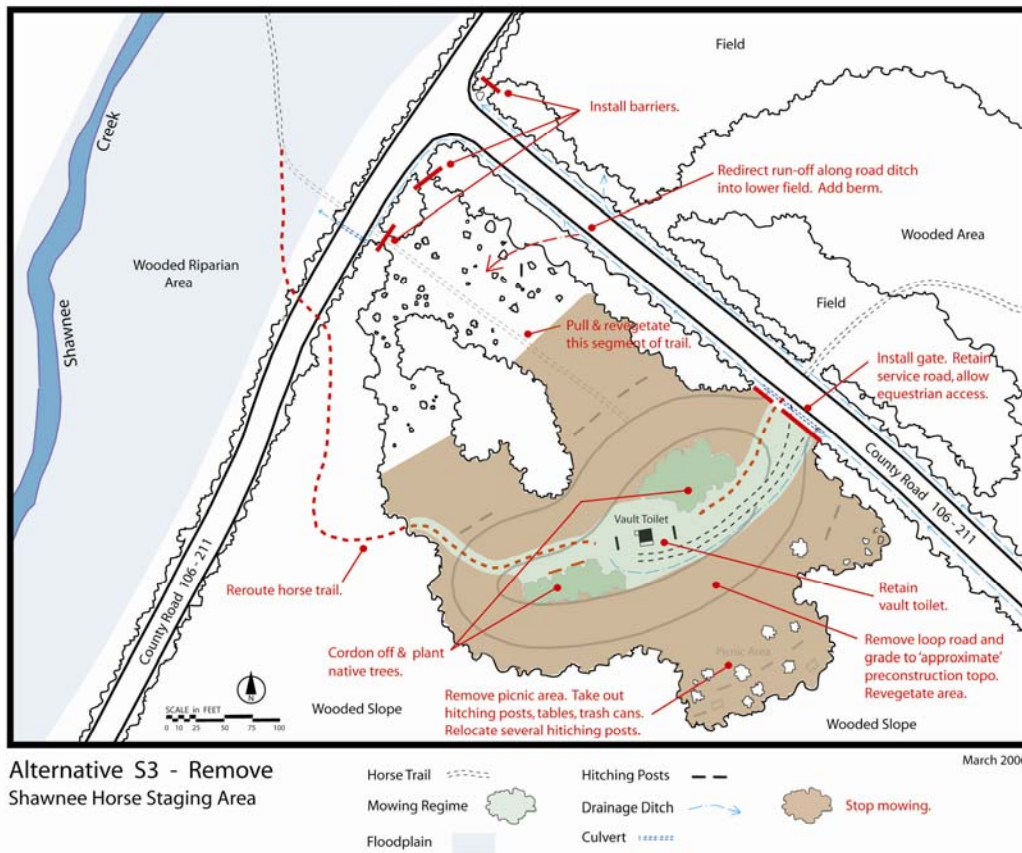 Field
Creek
Install barriers.
Redirect run-off along road ditch
into lower field. Add berm.
Wooded Area
Wooded Riparian
Area
Field
Shawnee
Pull & revegetate
this segment of trail.
Install gate. Retain
service road, allow
equestrian access.
County Road 106 - 211
Vault Toilet
Reroute horse trail.
Retain
vault toilet.
County Road 106 - 211
Cordon off & plant
native trees.
Picnic Area
Remove loop road and
grade to 'approximate'
preconstruction topo.
Revegetate area.
N
SCALE in FEET
0 10 25 50 75 100
Wooded Slope
Remove picnic area. Take out
hitching posts, tables, trash cans.
Relocate several hitiching posts.
Wooded Slope
Alternative S3 - Remove
Shawnee Horse Staging Area
March 2006
Horse Trail
Hitching Posts
Mowing Regime
Drainage Ditch
Stop mowing.
Floodplain
Culvert